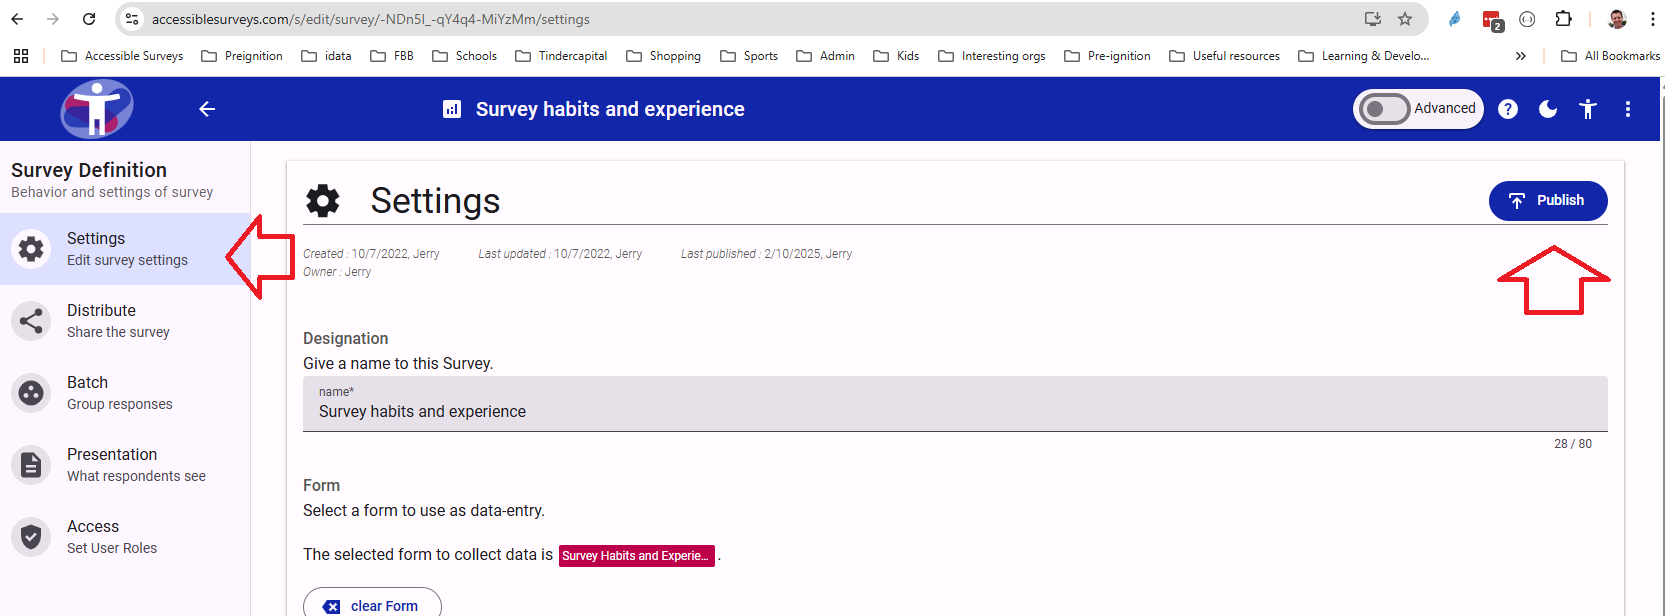 accessiblesurveys.com/s/edit/survey/-NDn5I_-qY4q4-MiYzMm/settings
2
Accessible Surveys Preignition idata FBB Schools Tindercapital Shopping Sports Admin Kids Interesting orgs Pre-ignition Useful resources Learning & Develo... » All Bookmarks
Survey habits and experience
Advanced
?
Survey Definition
Behavior and settings of survey
Settings
Edit survey settings
Distribute
Share the survey
Batch
Group responses
Presentation
What respondents see
Access
Set User Roles
Settings
Publish
Created : 10/7/2022, Jerry Last updated : 10/7/2022, Jerry Last published : 2/10/2025, Jerry
Owner : Jerry
Designation
Give a name to this Survey.
name*
Survey habits and experience
28 / 80
Form
Select a form to use as data-entry.
The selected form to collect data is Survey Habits and Experie... .
clear Form